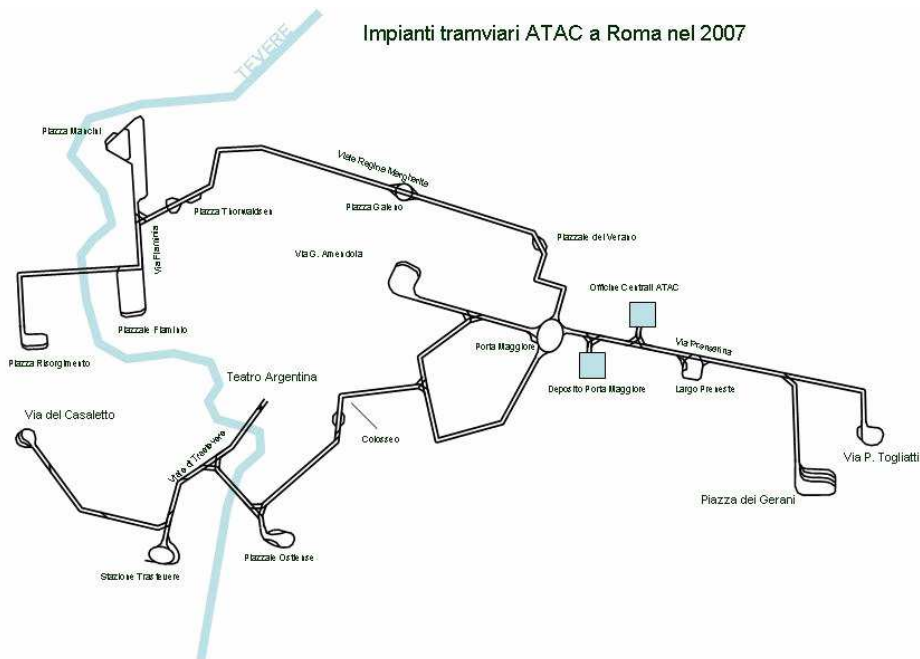 Impianti tramviari ATAC a Roma nel 2007
TEVERE
Piazza Mancini
Viale Regina Margherita
Piazza Galeno
Piazza Thorwaldsen
Piazzale del Verano
Via Flaminia
Via G. Amendola
Officine Centrali ATAC
Piazzale Flaminio
Piazza Risorgimento
Porta Maggiore
Via Prenestina
Teatro Argentina
Deposito Porta Maggiore
Largo Preneste
Via del Casaletto
Colosseo
Viale di Trastevere
Via P. Togliatti
Piazza dei Gerani
Piazzale Ostiense
Stazione Trastevere